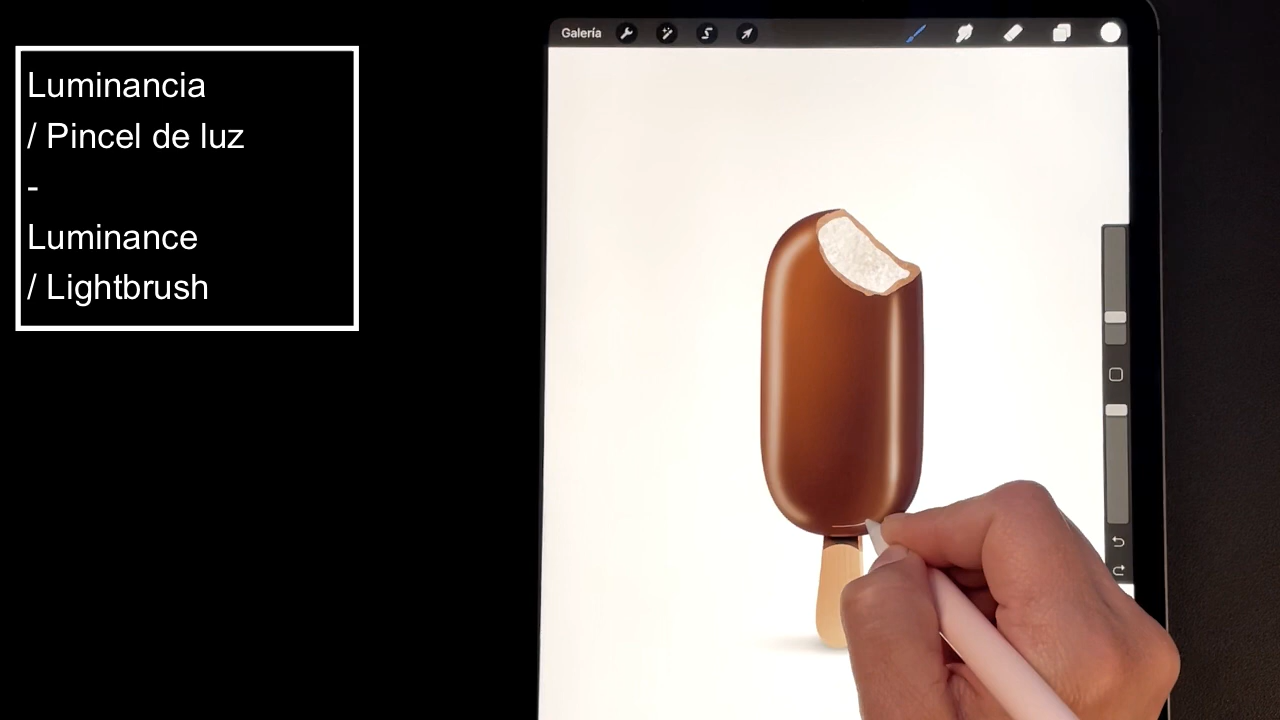 Luminancia
/ Pincel de luz
-
Luminance
/ Lightbrush
Galería